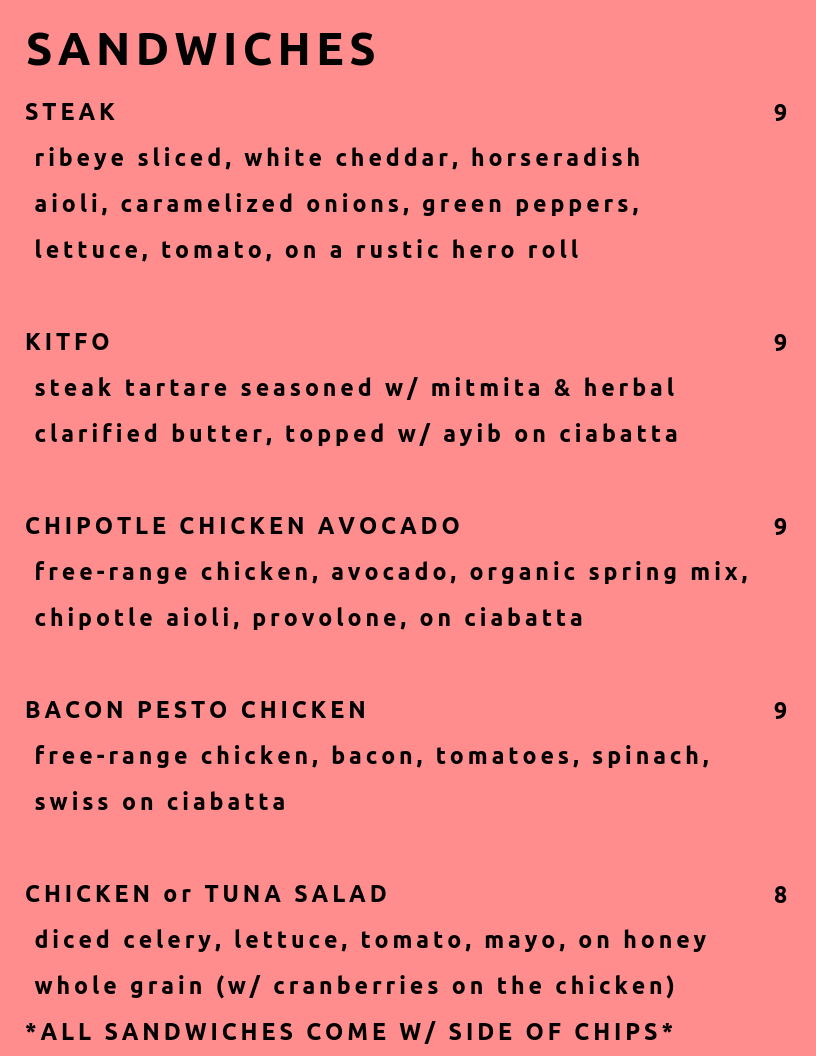 SANDWICHES
STEAK 9
ribeye sliced, white cheddar, horseradish
aioli, caramelized onions, green peppers,
lettuce, tomato, on a rustic hero roll
KITFO 9
steak tartare seasoned w/ mitmita & herbal
clarified butter, topped w/ ayib on ciabatta
CHIPOTLE CHICKEN AVOCADO 9
free-range chicken, avocado, organic spring mix,
chipotle aioli, provolone, on ciabatta
BACON PESTO CHICKEN 9
free-range chicken, bacon, tomatoes, spinach,
swiss on ciabatta
CHICKEN or TUNA SALAD 8
diced celery, lettuce, tomato, mayo, on honey
whole grain (w/ cranberries on the chicken)
*ALL SANDWICHES COME W/ SIDE OF CHIPS*